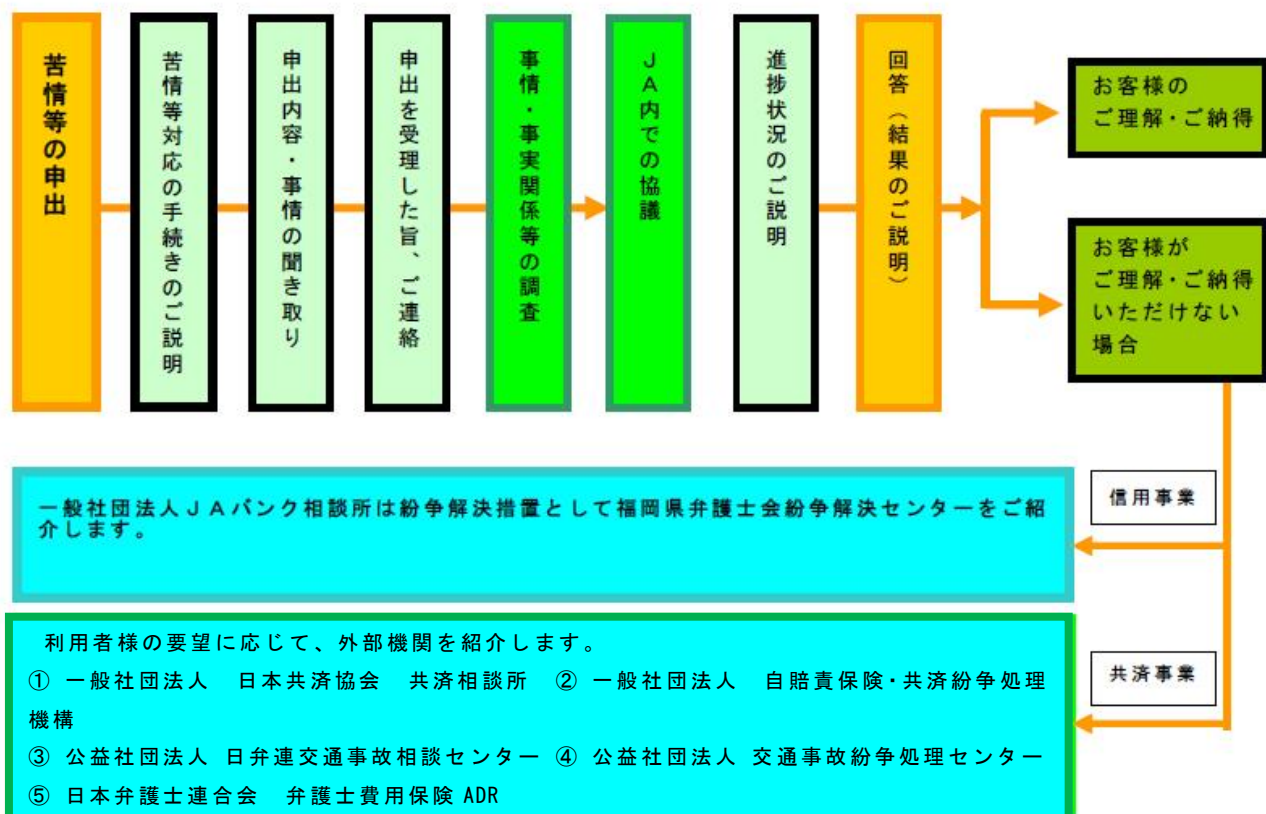 苦情等の申出
苦情等対応の手続きのご説明
申出内容・事情の聞き取り
申出を受理した旨、ご連絡
事情・事実関係等の調査
ＪＡ内での協議
進捗状況のご説明
回答（結果のご説明）
お客様の
ご理解・ご納得
お客様が
ご理解・ご納得
いただけない
場合
信用事業
一般社団法人ＪＡバンク相談所は紛争解決措置として福岡県弁護士会紛争解決センターをご紹
介します。
共済事業
利用者様の要望に応じて、外部機関を紹介します。
① 一般社団法人　日本共済協会　共済相談所　② 一般社団法人　自賠責保険・共済紛争処理
機構
③ 公益社団法人 日弁連交通事故相談センター ④ 公益社団法人 交通事故紛争処理センター
⑤ 日本弁護士連合会　弁護士費用保険 ADR